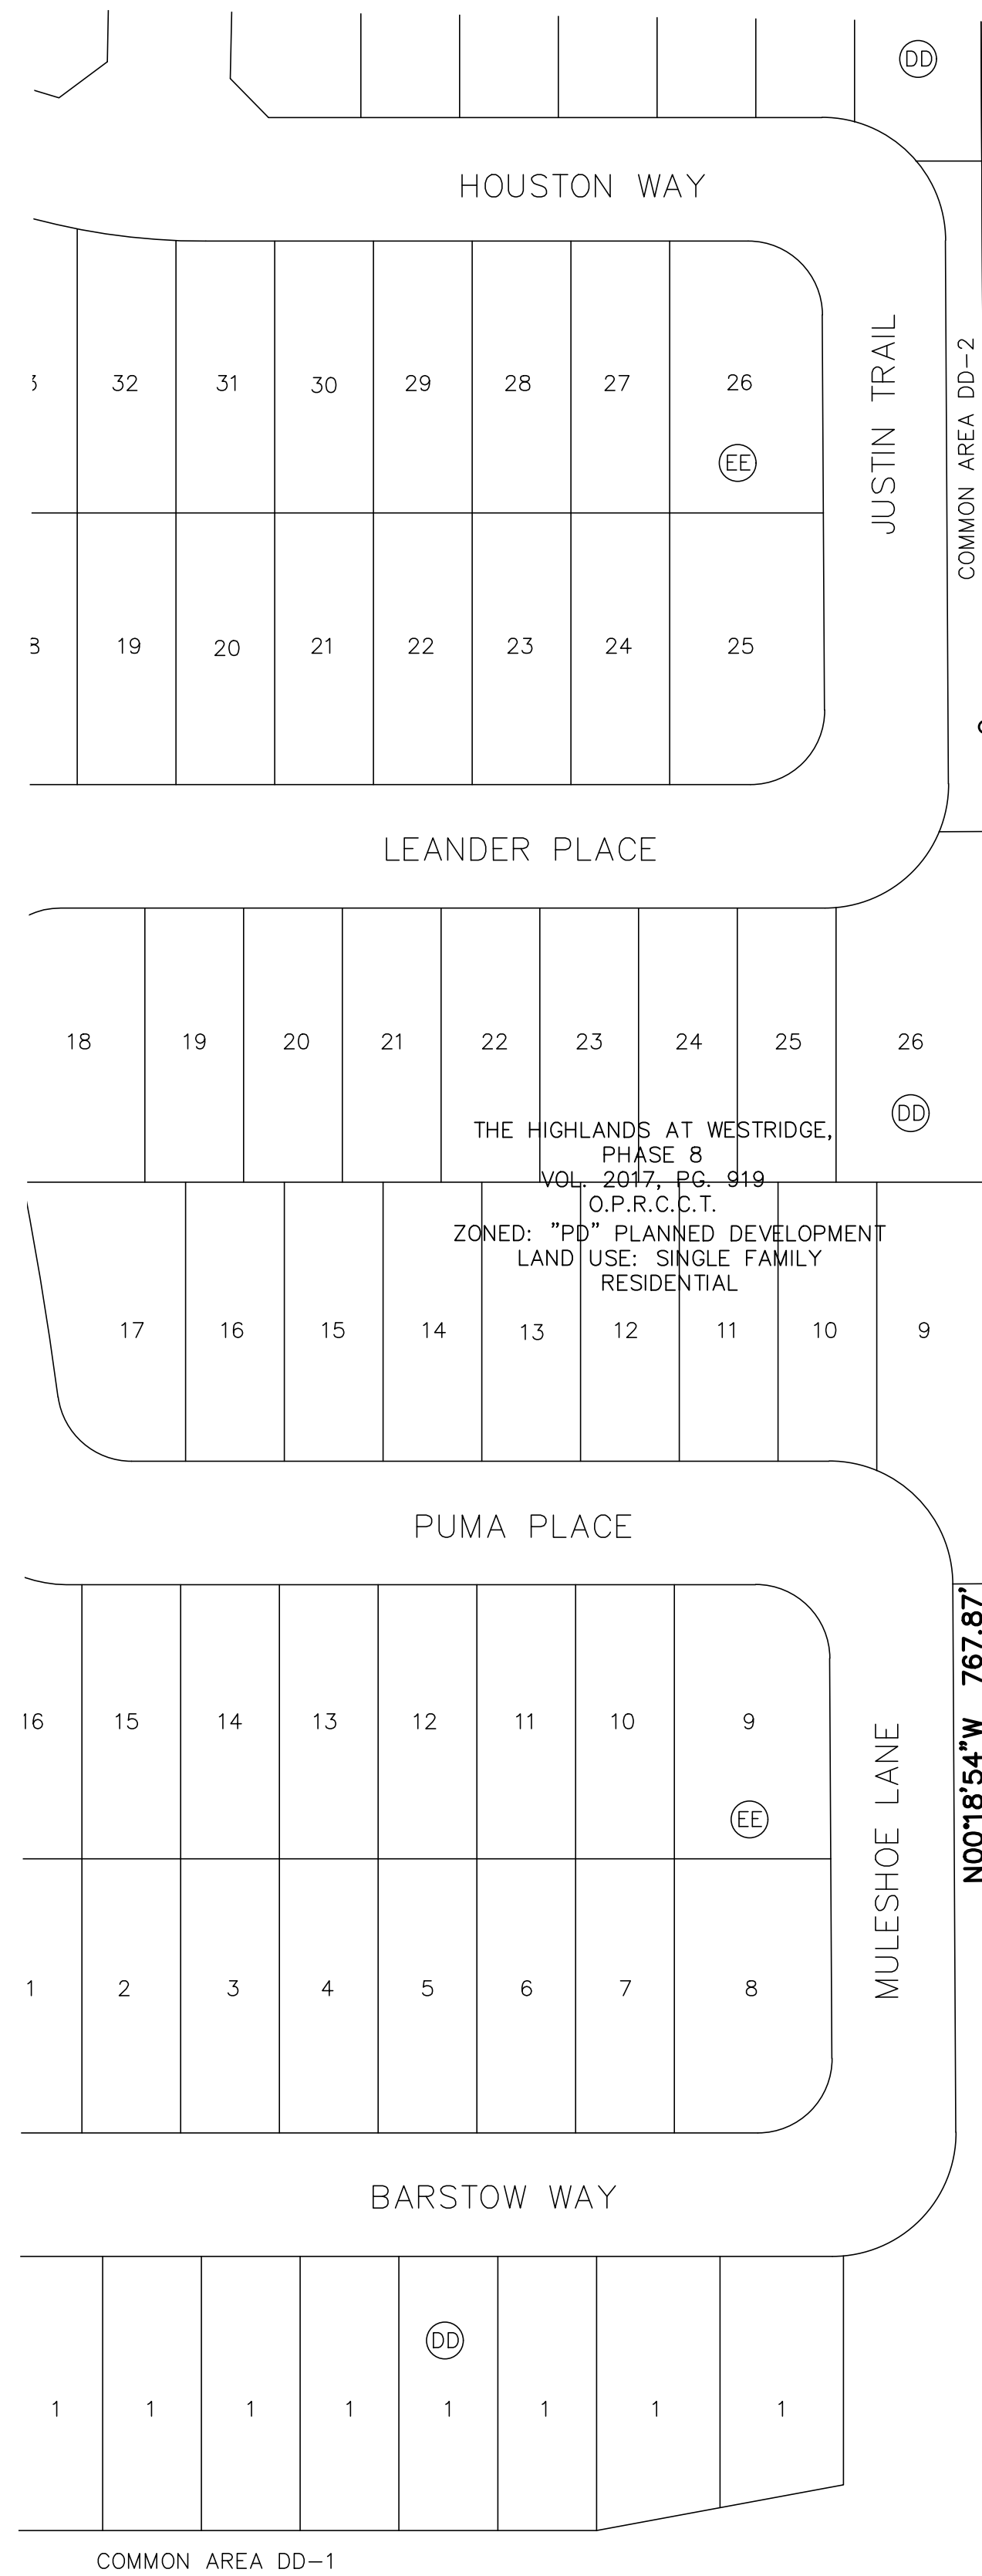 DD
HOUSTON WAY
JUSTIN TRAIL
COMMON AREA DD-2
32 31 30 29 28 27 26
EE
19 20 21 22 23 24 25
LEANDER PLACE
18 19 20 21 22 23 24 25 26
DD
THE HIGHLANDS AT WESTRIDGE,
PHASE 8
VOL. 2017, PG. 919
O.P.R.C.C.T.
ZONED: "PD" PLANNED DEVELOPMENT
LAND USE: SINGLE FAMILY
RESIDENTIAL
17 16 15 14 13 12 11 10 9
PUMA PLACE
N00°18'54"W 767.87'
16 15 14 13 12 11 10 9
EE
MULESHOE LANE
1 2 3 4 5 6 7 8
BARSTOW WAY
DD
1 1 1 1 1 1 1 1
COMMON AREA DD-1